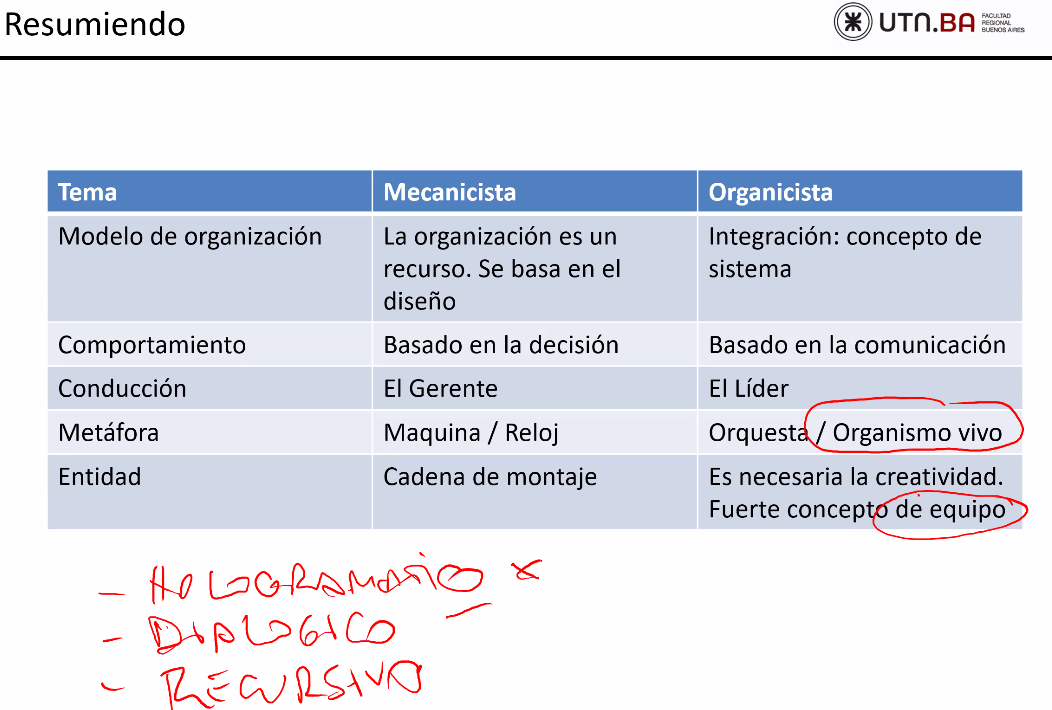 Resumiendo
UTN.BA
FACULTAD
REGIONAL
BUENOS AIRES
Tema Mecanicista Organicista
Modelo de organización La organización es un Integración: concepto de
recurso. Se basa en el sistema
diseño
Comportamiento Basado en la decisión Basado en la comunicación
Conducción El Gerente El Líder
Metáfora Maquina / Reloj Orquesta / Organismo vivo
Entidad Cadena de montaje Es necesaria la creatividad.
Fuerte concepto de equipo
- HOLOGRAMATICO x
- DIALOGICO
- RECURSIVO